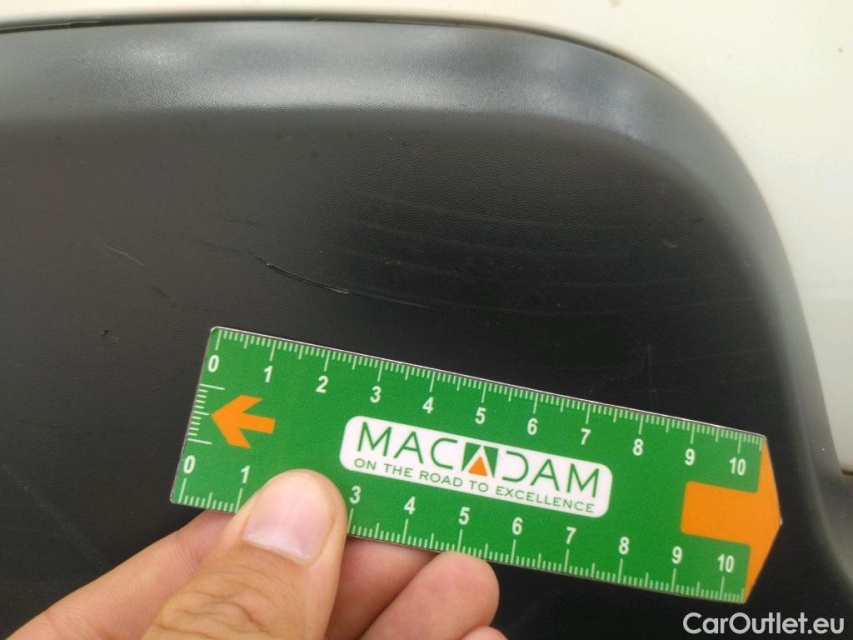 0 1 2 3 4 5 6 7 8 9 10
MACADAM
ON THE ROAD TO EXCELLENCE
0 1 3 4 5 6 7 8 9 10
CarOutlet.eu